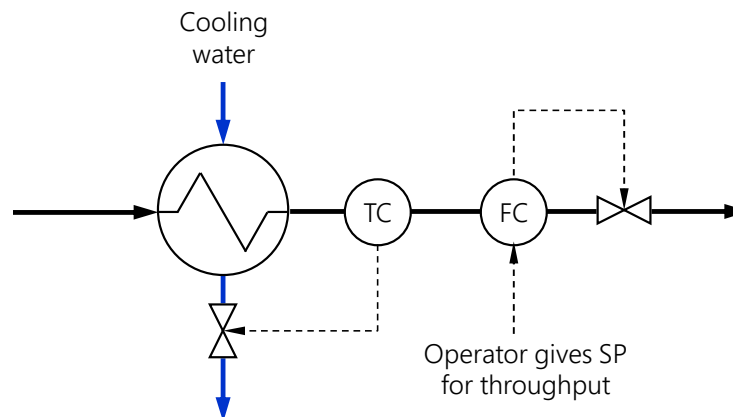 Cooling
water
TC
FC
Operator gives SP
for throughput